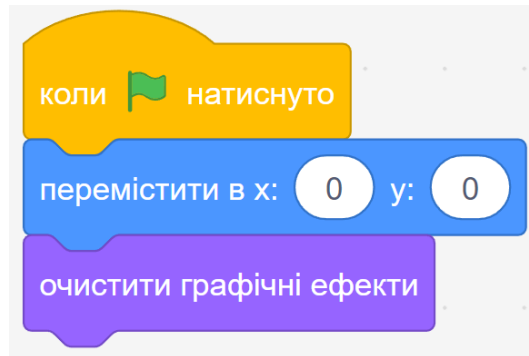 коли натиснуто
перемістити в x: 0 y: 0
очистити графічні ефекти